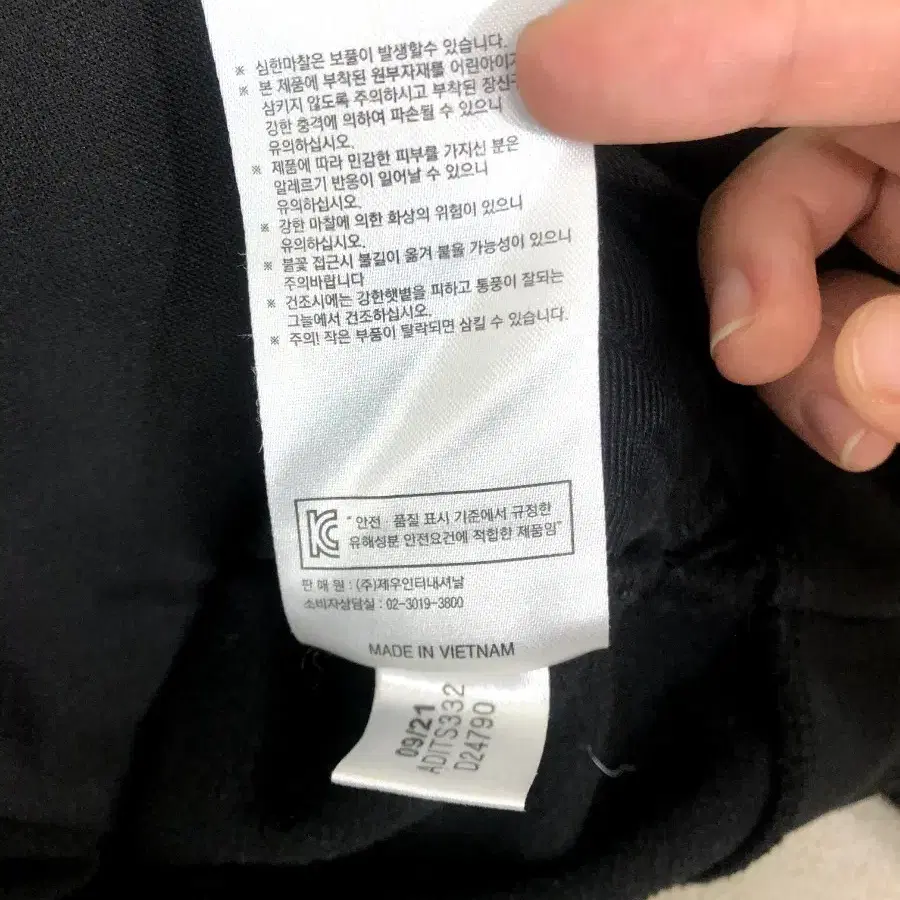 ※ 심한마찰은 보풀이 발생할수 있습니다.
※ 본 제품에 부착된 원부자재를 어린아이가
삼키지 않도록 주의하시고 부착된 장신구
강한 충격에 의하여 파손될 수 있으니
유의하십시오.
※ 제품에 따라 민감한 피부를 가지신 분은
알레르기 반응이 일어날 수 있으니
유의하십시오.
※ 강한 마찰에 의한 화상의 위험이 있으니
유의하십시오.
※ 불꽃 접근시 불길이 옮겨 붙을 가능성이 있으니
주의바랍니다
※ 건조시에는 강한햇볕을 피하고 통풍이 잘되는
그늘에서 건조하십시오.
※ 주의! 작은 부품이 탈락되면 삼킬 수 있습니다.
KC
"안전 · 품질 표시 기준에서 규정한
유해성분 안전요건에 적합한 제품임"
판 매 원 : (주)제우인터내셔날
소비자상담실 : 02-3019-3800
MADE IN VIETNAM
09/21
ADITS332
D24790